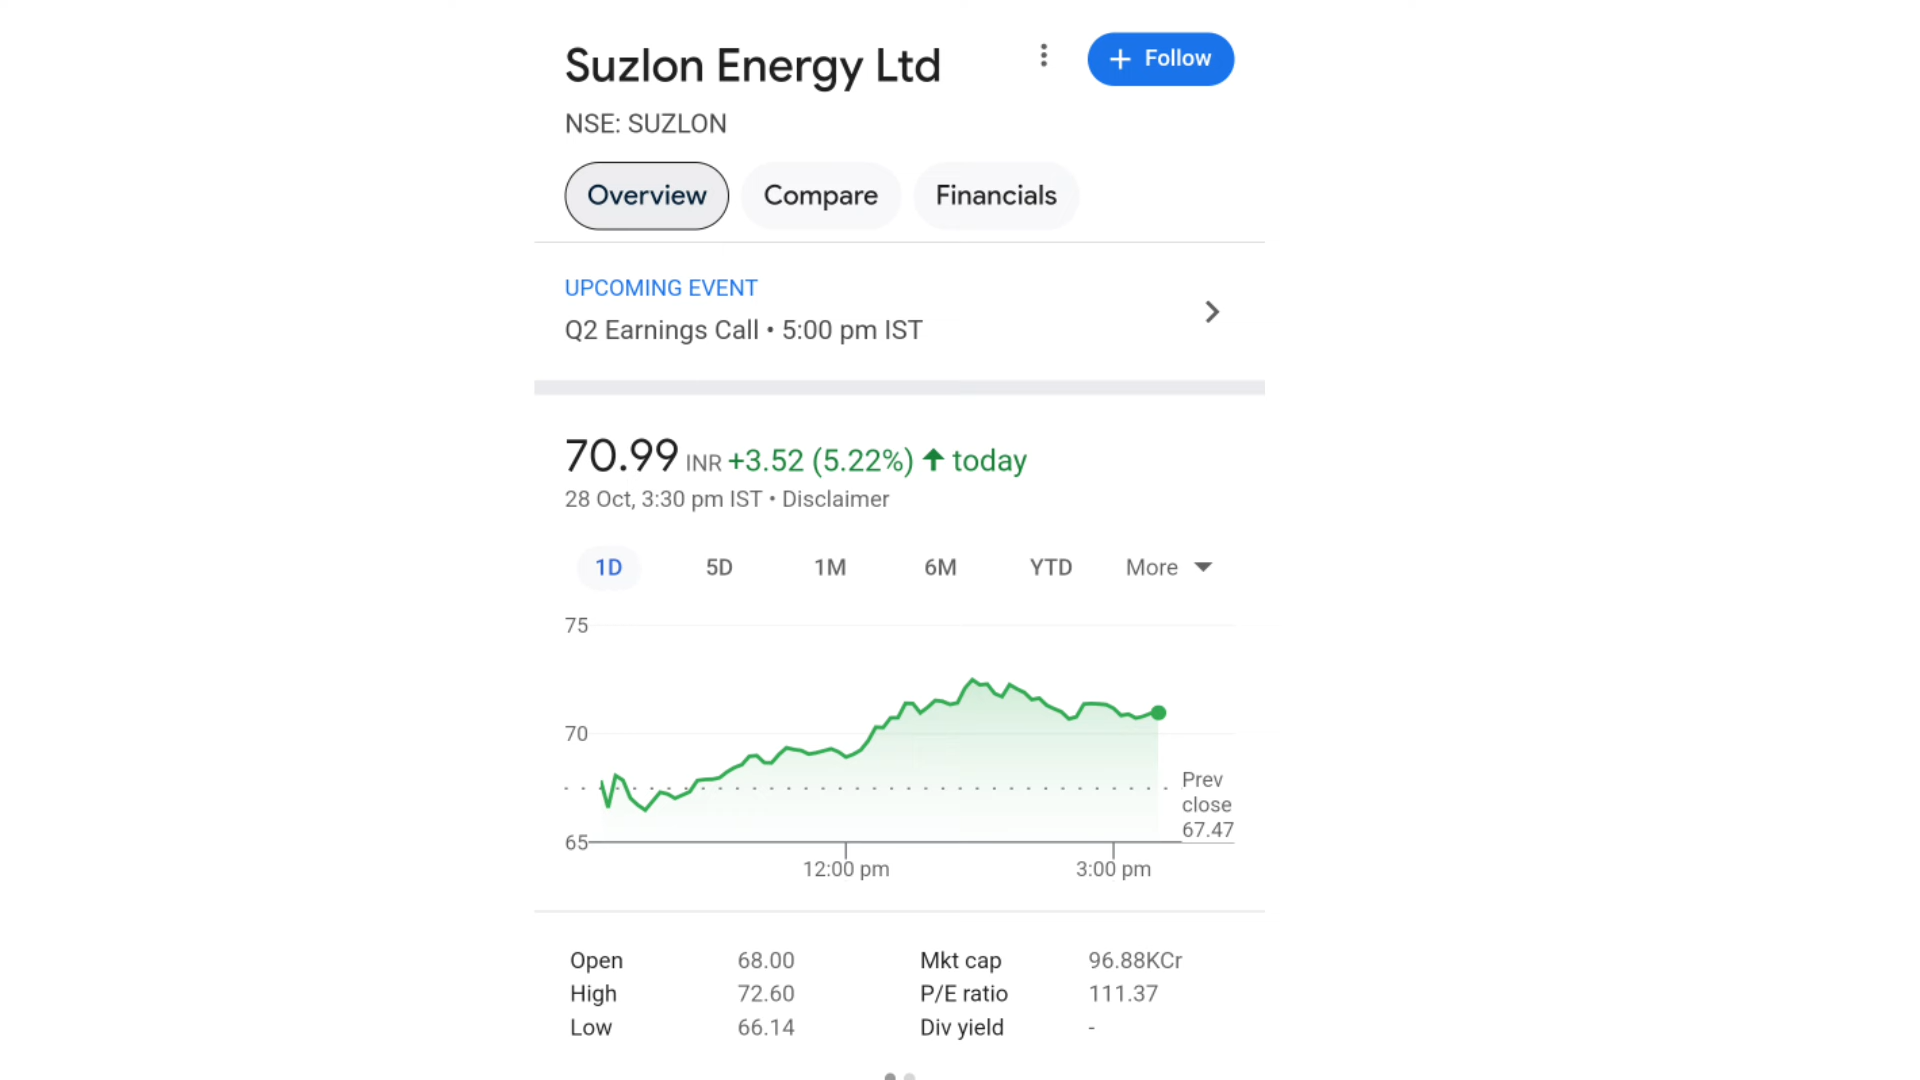 Suzlon Energy Ltd
+ Follow
NSE: SUZLON
Overview Compare Financials
UPCOMING EVENT
Q2 Earnings Call • 5:00 pm IST
70.99 INR +3.52 (5.22%) ↑ today
28 Oct, 3:30 pm IST • Disclaimer
1D 5D 1M 6M YTD More
75
70
65
Prev
close
67.47
12:00 pm 3:00 pm
Open 68.00 Mkt cap 96.88KCr
High 72.60 P/E ratio 111.37
Low 66.14 Div yield -